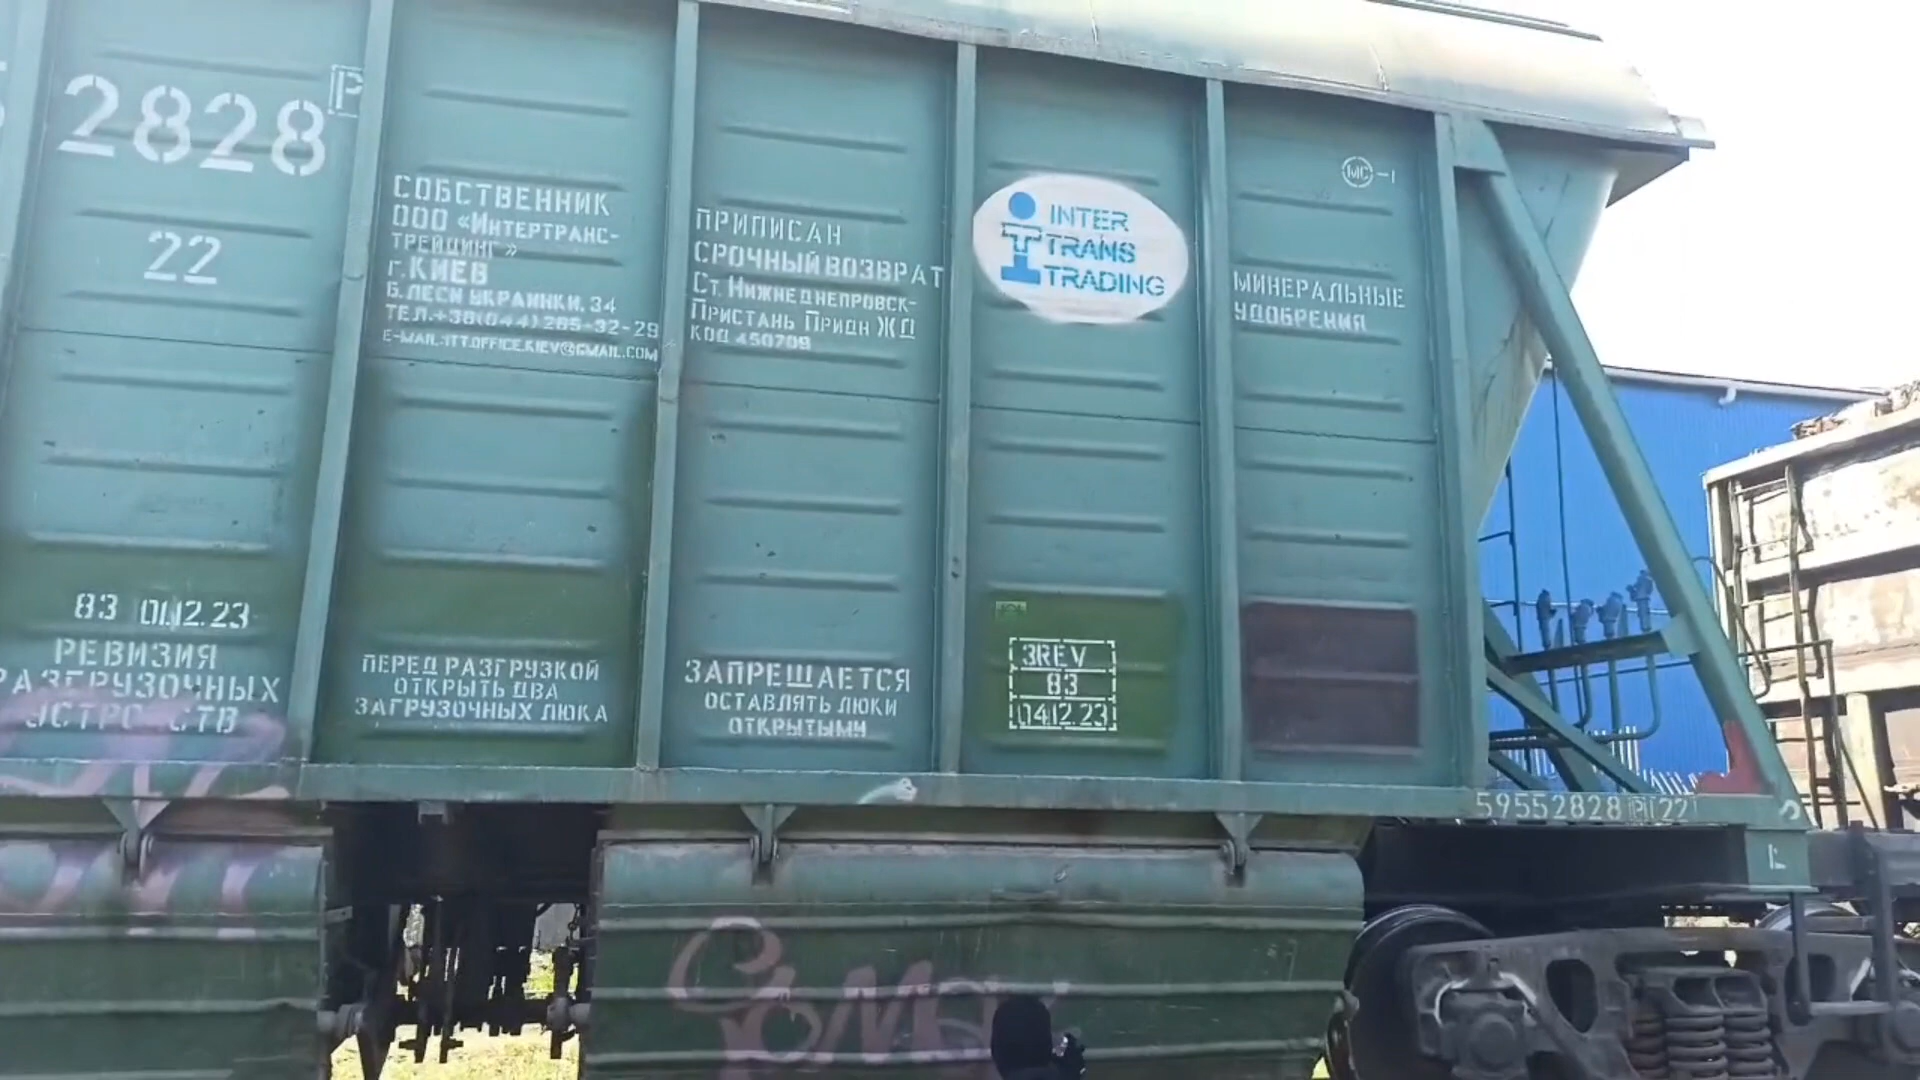 2828
Р
22
СОБСТВЕННИК
ООО «Интертранс-
трейдинг»
г.Киев
б.Леси Украинки, 34
тел.+38(044) 285-32-29
E-MAIL:ITT.OFFICE.KIEV@GMAIL.COM
ПРИПИСАН
СРОЧНЫЙ ВОЗВРАТ
Ст. Нижнеднепровск-
Пристань Придн ЖД
код 450709
INTER
TRANS
TRADING
МС-1
МИНЕРАЛЬНЫЕ
УДОБРЕНИЯ
83 01.12.23
РЕВИЗИЯ
РАЗГРУЗОЧНЫХ
ПЕРЕД РАЗГРУЗКОЙ
ОТКРЫТЬ ДВА
ЗАГРУЗОЧНЫХ ЛЮКА
ЗАПРЕЩАЕТСЯ
ОСТАВЛЯТЬ ЛЮКИ
ОТКРЫТЫМИ
3REV
83
04.12.23
59552828 Р 22